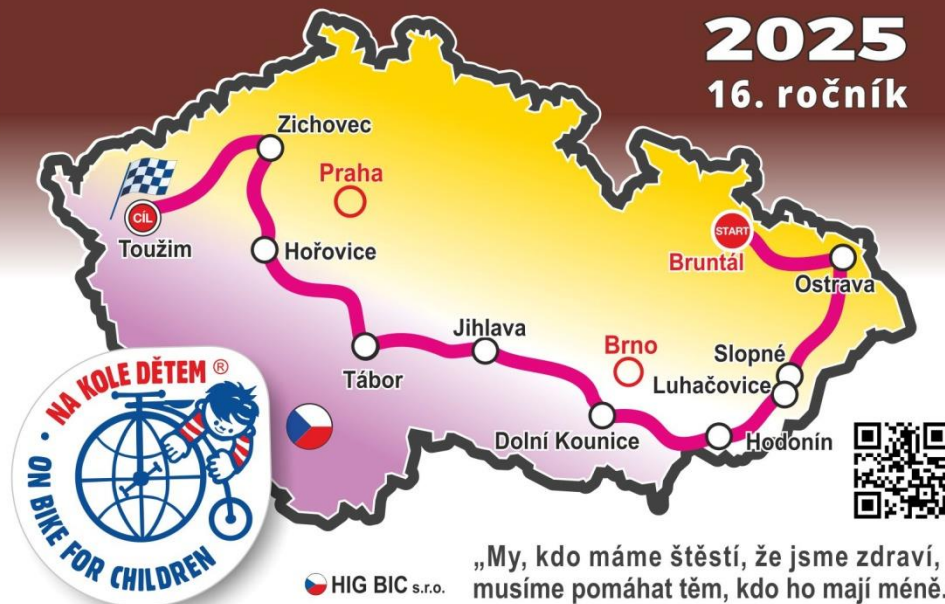 2025
16. ročník
Zichovec
Praha
CÍL
Toužim
Hořovice
START
Bruntál
Ostrava
Jihlava
Brno
Slopné
Luhačovice
Tábor
Dolní Kounice
Hodonín
NA KOLE DĚTEM ®
ON BIKE FOR CHILDREN
HIG BIC s.r.o.
„My, kdo máme štěstí, že jsme zdraví,
musíme pomáhat těm, kdo ho mají méně.